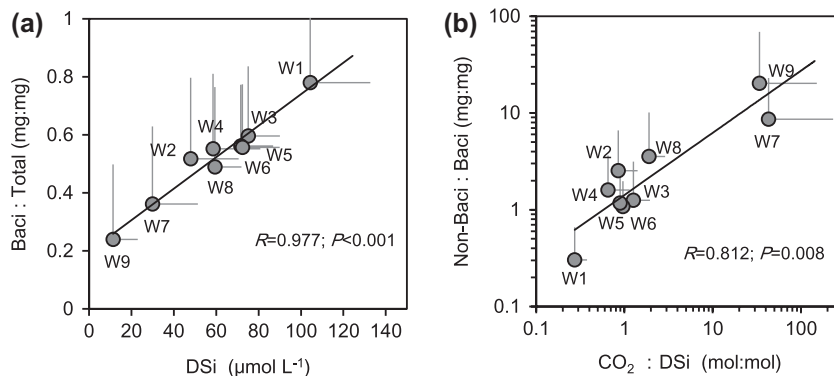 (a)
1
0.8
0.6
0.4
0.2
0
Baci : Total (mg:mg)
W1
W3
W4
W2
W5
W6
W8
W7
W9
R=0.977; P<0.001
0 20 40 60 80 100 120 140
DSi (µmol L-1)
(b)
100
10
1
0.1
Non-Baci : Baci (mg:mg)
W9
W7
W8
W2
W4
W3
W5
W6
W1
R=0.812; P=0.008
0.1 1 10 100
CO₂ : DSi (mol:mol)